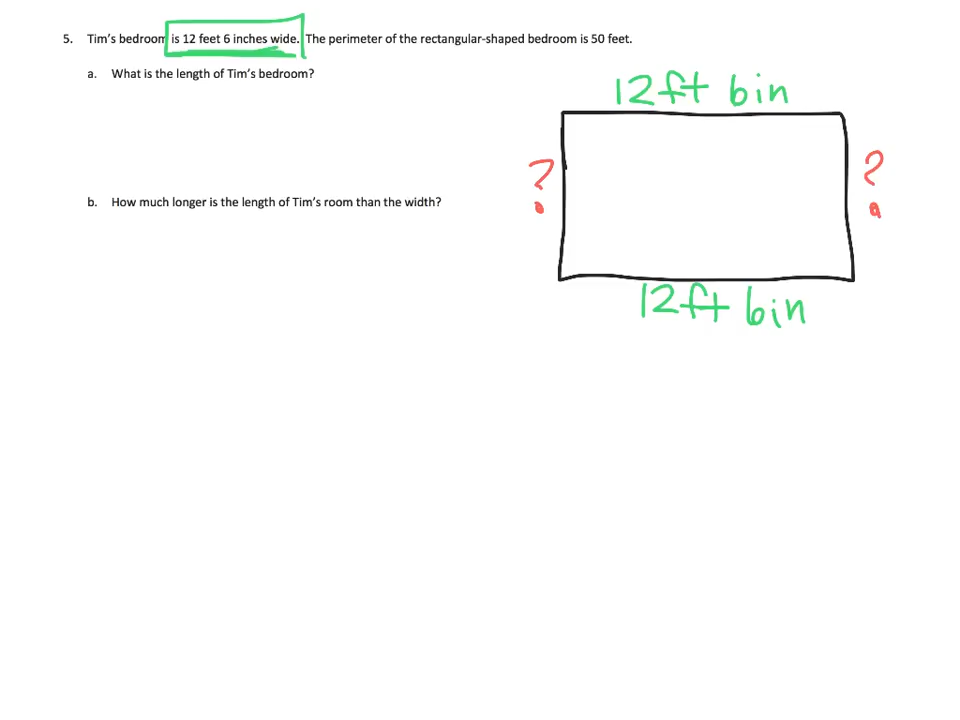 5. Tim's bedroom is 12 feet 6 inches wide. The perimeter of the rectangular-shaped bedroom is 50 feet.
a. What is the length of Tim's bedroom?
12ft 6in
? ?
b. How much longer is the length of Tim's room than the width?
12ft 6in